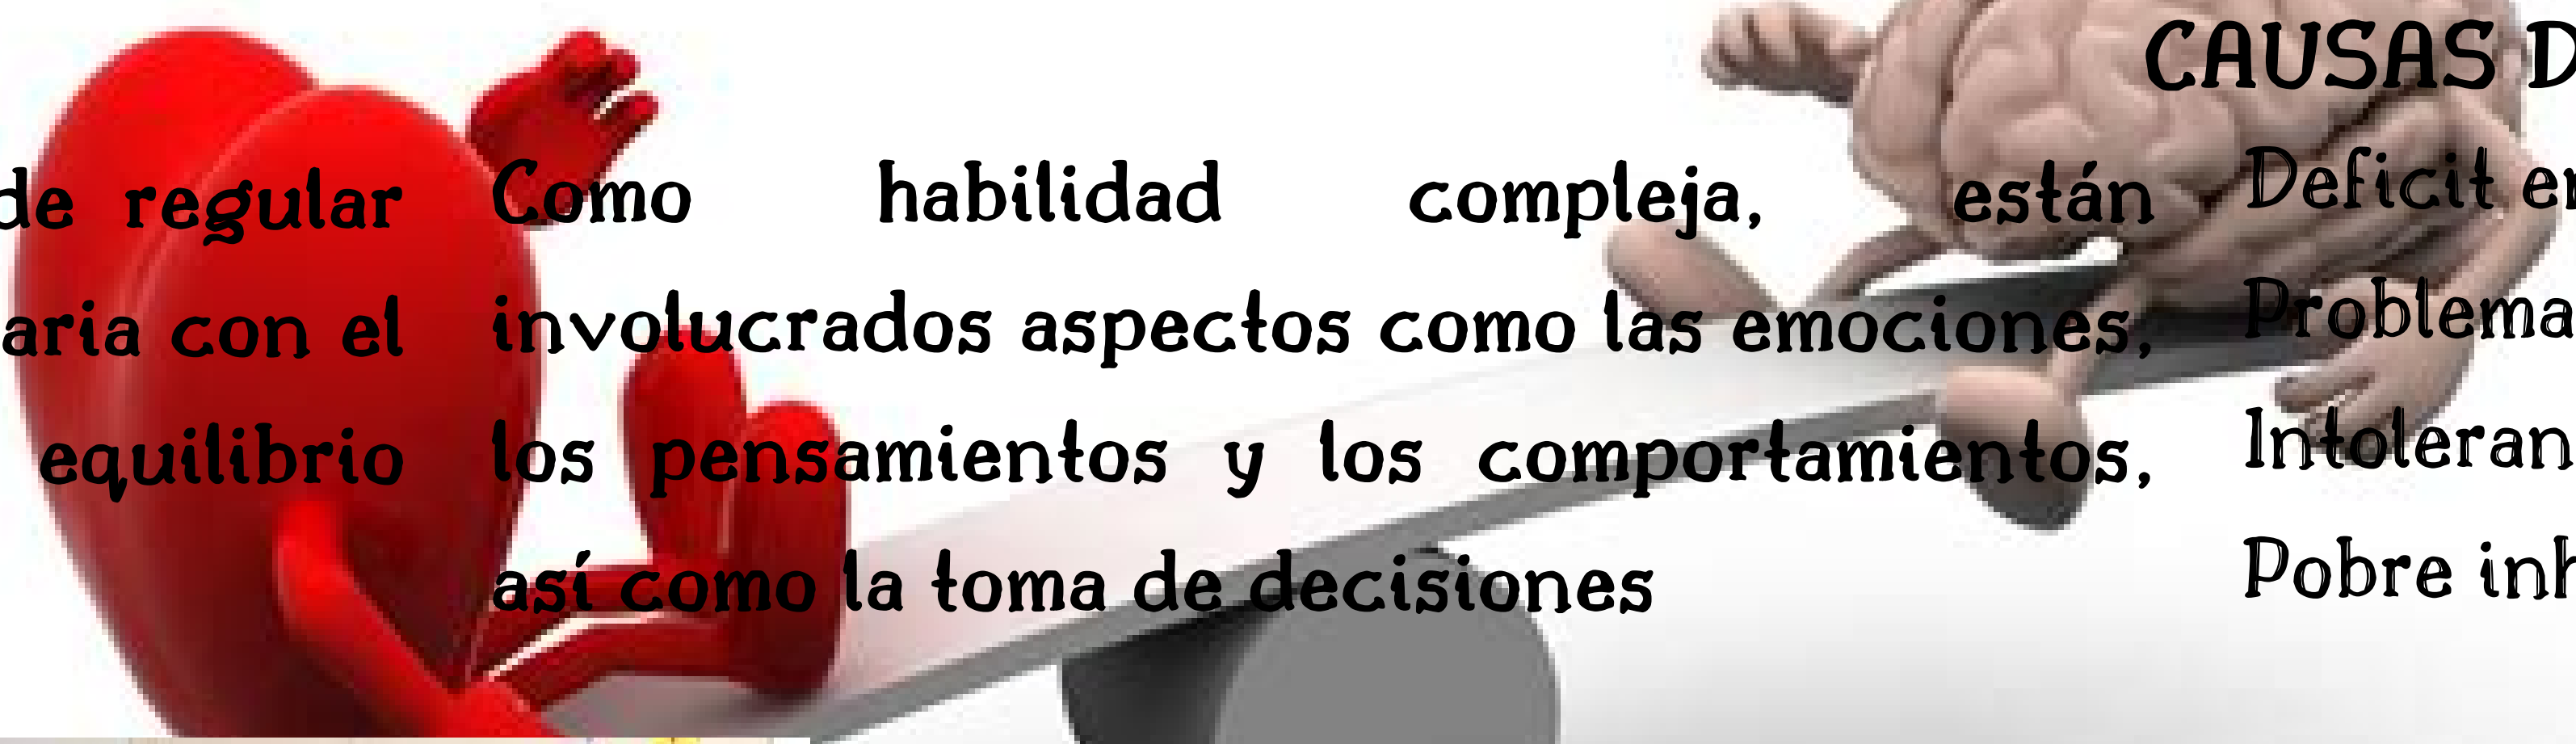 de regular
aria con el
equilibrio
Como habilidad compleja, están
involucrados aspectos como las emociones,
los pensamientos y los comportamientos,
así como la toma de decisiones
CAUSAS D
Deficit en
Problema
Intoleran
Pobre inh